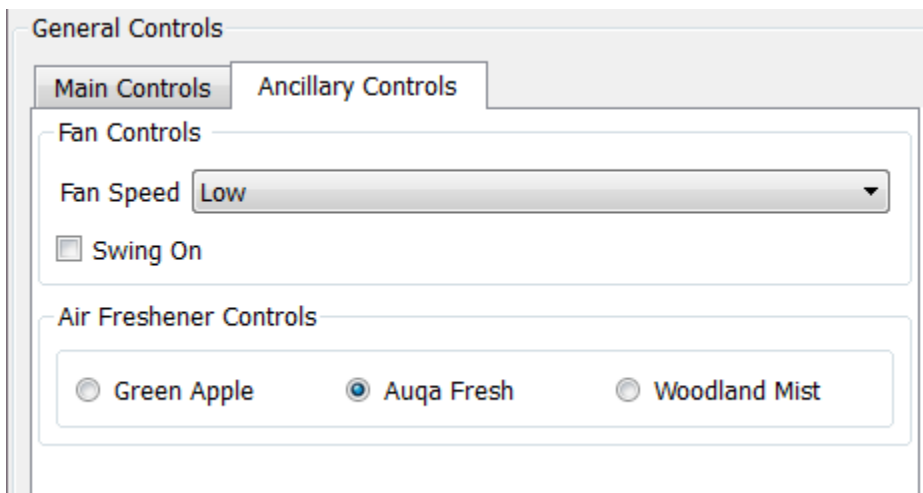 General Controls
Main Controls Ancillary Controls
Fan Controls
Fan Speed Low
Swing On
Air Freshener Controls
Green Apple Auqa Fresh Woodland Mist